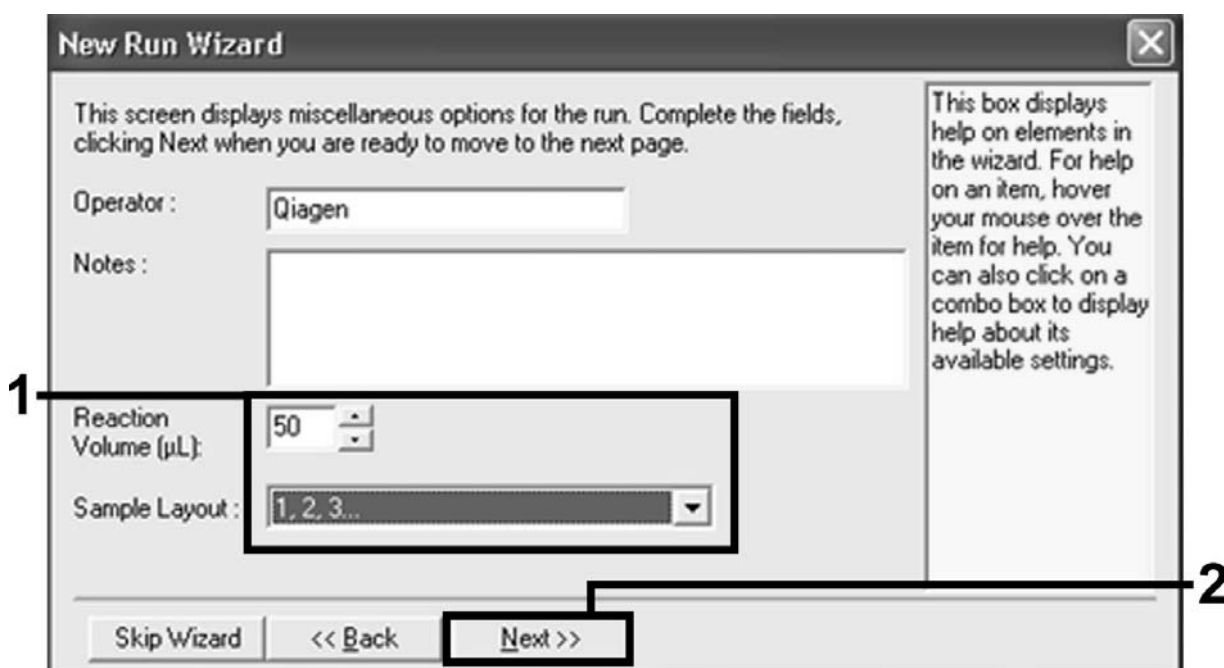 New Run Wizard
This screen displays miscellaneous options for the run. Complete the fields,
clicking Next when you are ready to move to the next page.
Operator :
Qiagen
Notes :
1
Reaction
Volume (µL):
50
Sample Layout :
1, 2, 3...
This box displays
help on elements in
the wizard. For help
on an item, hover
your mouse over the
item for help. You
can also click on a
combo box to display
help about its
available settings.
2
Skip Wizard
<< Back
Next >>